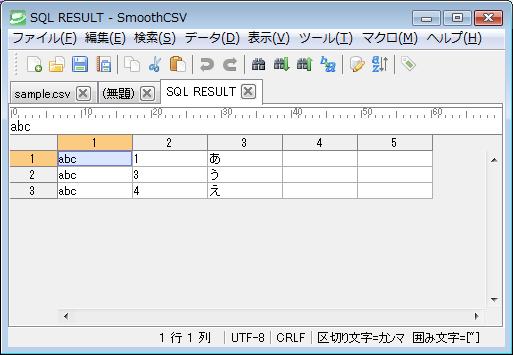 SQL RESULT - SmoothCSV
ファイル(F) 編集(E) 検索(S) データ(D) 表示(V) ツール(T) マクロ(M) ヘルプ(H)
sample.csv (無題) SQL RESULT
0 10 20 30 40 50 60
abc
1 2 3 4 5
1 abc 1 あ
2 abc 3 う
3 abc 4 え
1 行 1 列 UTF-8 CRLF 区切り文字=カンマ 囲み文字=["]